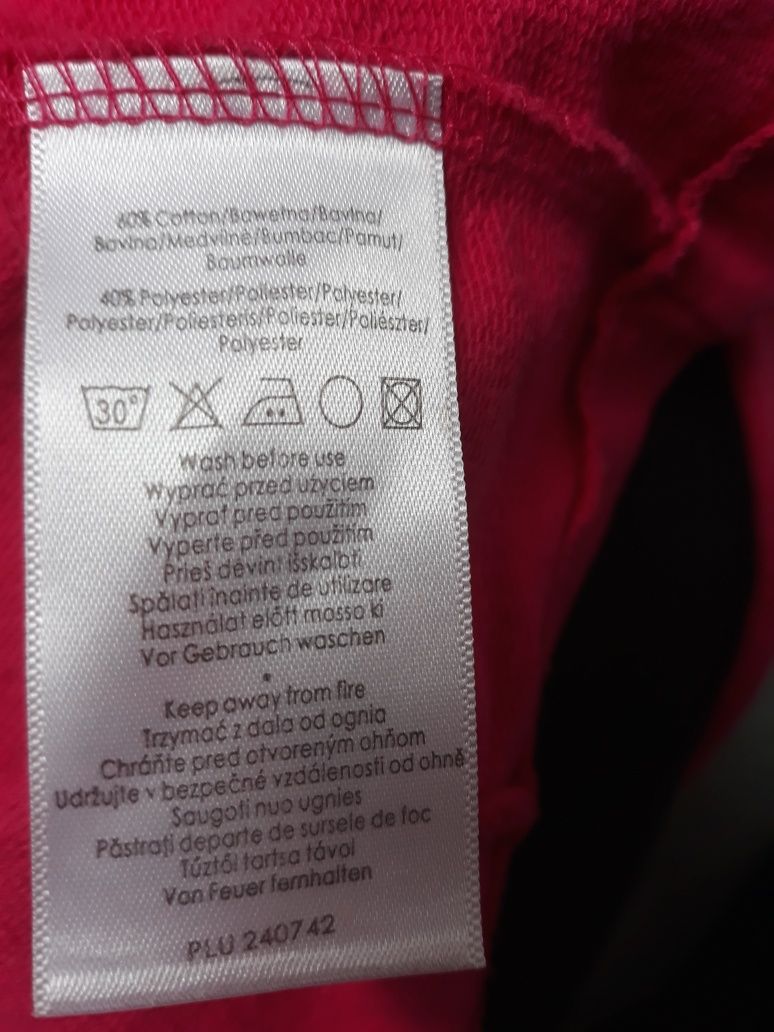 60% Cotton/Bawełna/Bavlna/
Bavlna/Medvilnė/Bumbac/Pamut/
Baumwolle
40% Polyester/Poliester/Polyester/
Polyester/Poliesteris/Poliester/Poliészter/
Polyester
30°
Wash before use
Wyprać przed użyciem
Vyprať pred použitím
Vyperte před použitím
Prieš dėvint išskalbti
Spălați înainte de utilizare
Használat előtt mossa ki
Vor Gebrauch waschen
Keep away from fire
Trzymać z dala od ognia
Chráňte pred otvoreným ohňom
Udržujte v bezpečné vzdálenosti od ohně
Saugoti nuo ugnies
Păstrați departe de sursele de foc
Tűztől tartsa távol
Von Feuer fernhalten
PLU 240742